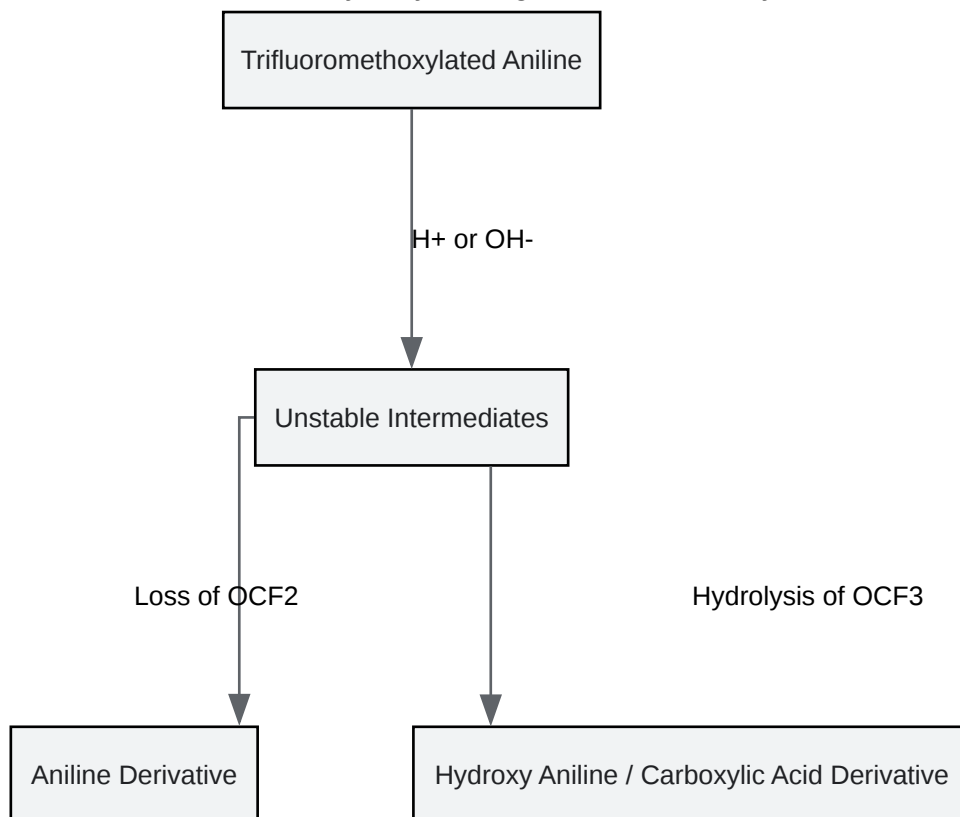 Trifluoromethoxylated Aniline
H+ or OH-
Unstable Intermediates
Loss of OCF2
Hydrolysis of OCF3
Aniline Derivative
Hydroxy Aniline / Carboxylic Acid Derivative